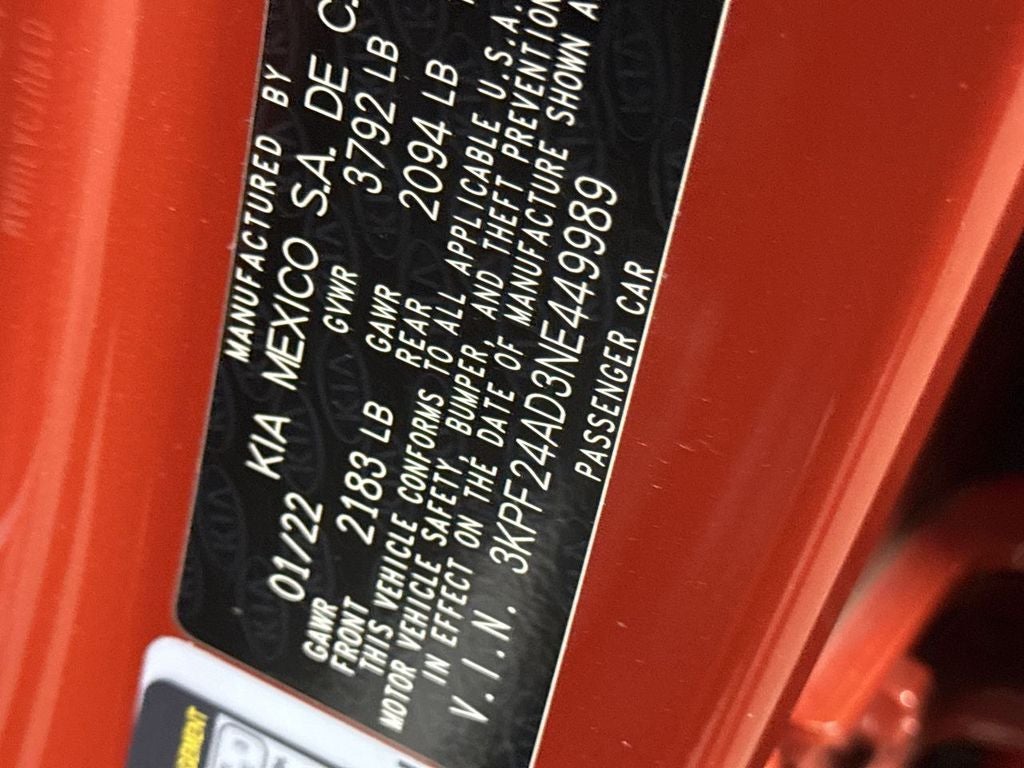 MANUFACTURED BY
01/22 KIA MEXICO S.A. DE C.
GVWR 3792 LB
GAWR FRONT 2183 LB GAWR REAR 2094 LB
THIS VEHICLE CONFORMS TO ALL APPLICABLE U.S.A.
MOTOR VEHICLE SAFETY, BUMPER, AND THEFT PREVENTION
IN EFFECT ON THE DATE OF MANUFACTURE SHOWN A
V.I.N. 3KPF24AD3NE449989
PASSENGER CAR